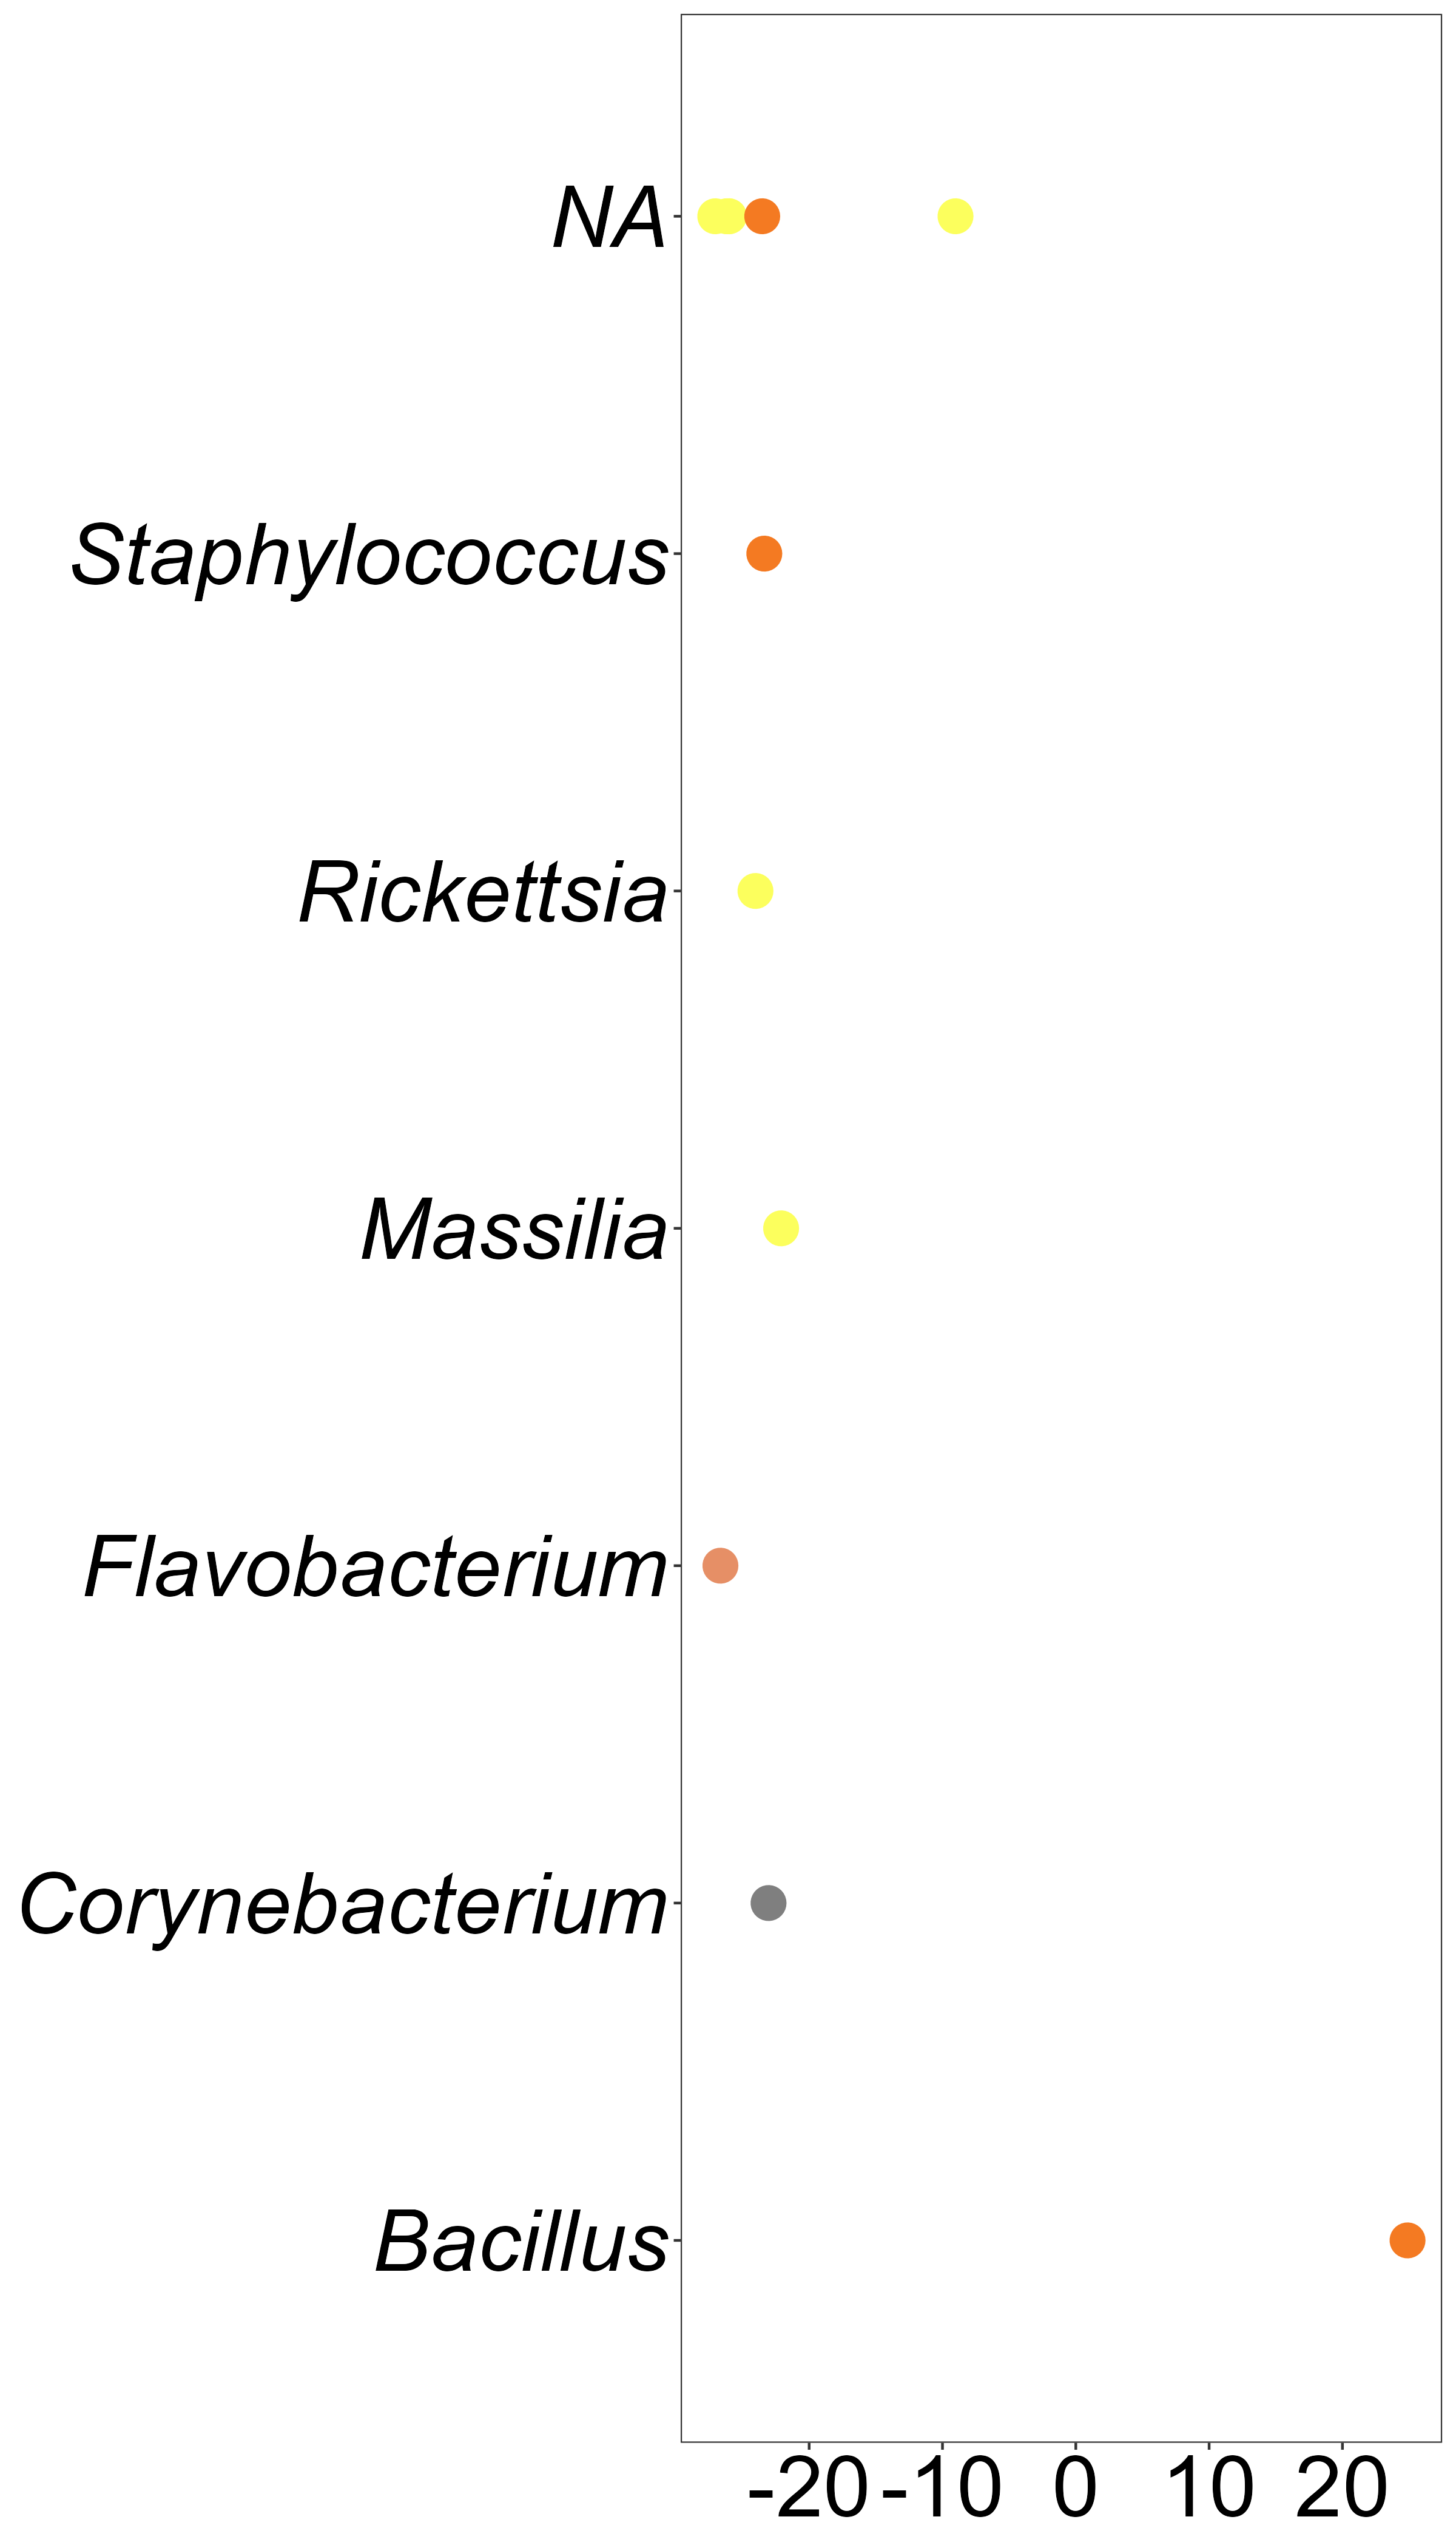 NA
Staphylococcus
Rickettsia
Massilia
Flavobacterium
Corynebacterium
Bacillus
-20 -10 0 10 20